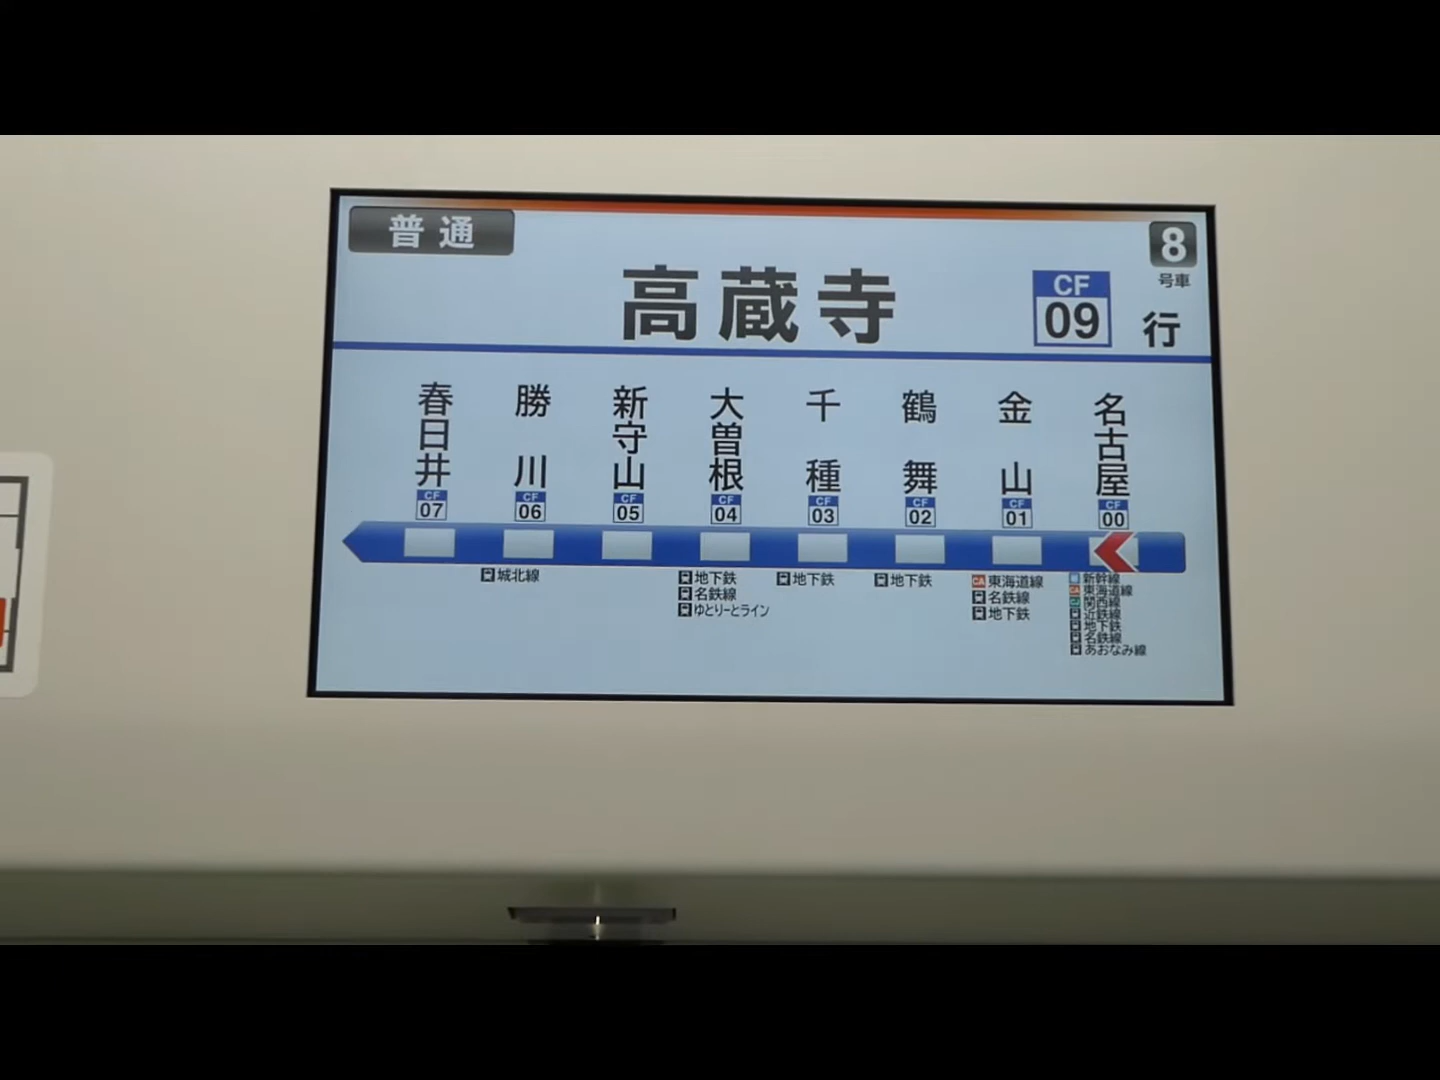 普通
8
号車
高蔵寺
CF
09
行
春日井
CF
07
勝川
CF
06
新守山
CF
05
大曽根
CF
04
千種
CF
03
鶴舞
CF
02
金山
CF
01
名古屋
CF
00
城北線
地下鉄
名鉄線
ゆとりーとライン
地下鉄
地下鉄
CA 東海道線
名鉄線
地下鉄
新幹線
CA 東海道線
CJ 関西線
近鉄線
地下鉄
名鉄線
あおなみ線